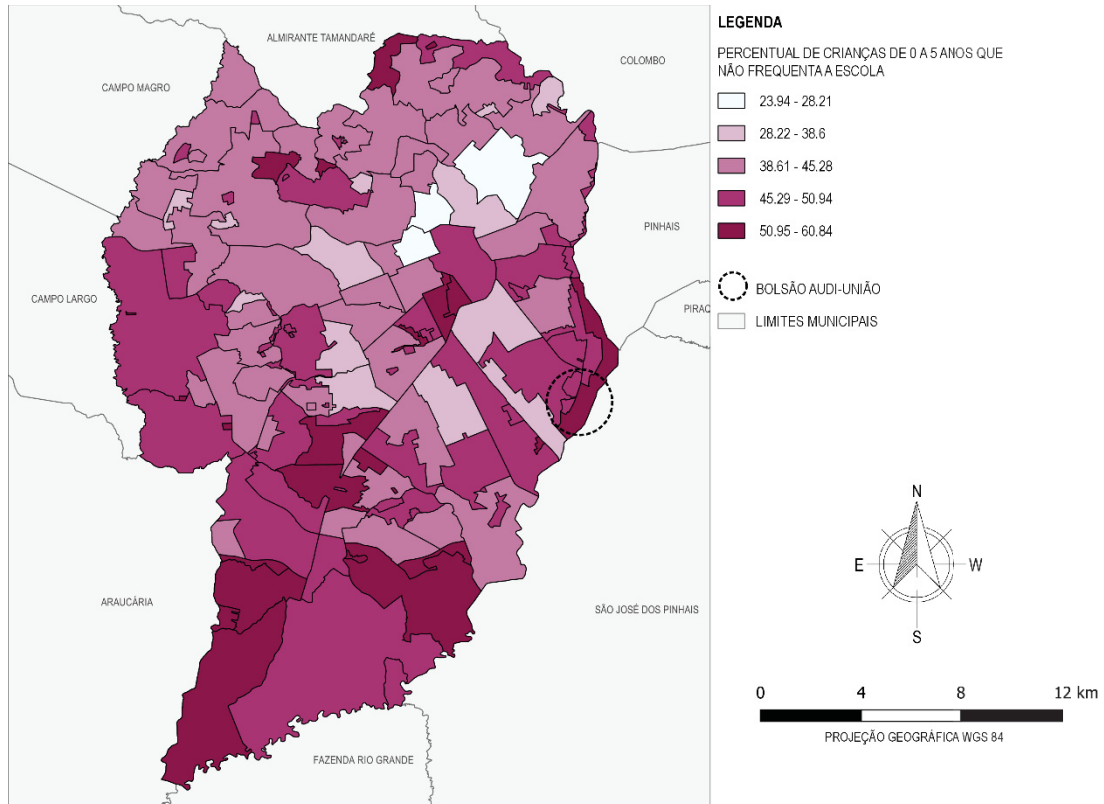 ALMIRANTE TAMANDARÉ
COLOMBO
CAMPO MAGRO
PINHAIS
CAMPO LARGO
PIRAQ
ARAUCÁRIA
SÃO JOSÉ DOS PINHAIS
FAZENDA RIO GRANDE
LEGENDA
PERCENTUAL DE CRIANÇAS DE 0 A 5 ANOS QUE
NÃO FREQUENTA A ESCOLA
23.94 - 28.21
28.22 - 38.6
38.61 - 45.28
45.29 - 50.94
50.95 - 60.84
BOLSÃO AUDI-UNIÃO
LIMITES MUNICIPAIS
N
E W
S
0 4 8 12 km
PROJEÇÃO GEOGRÁFICA WGS 84